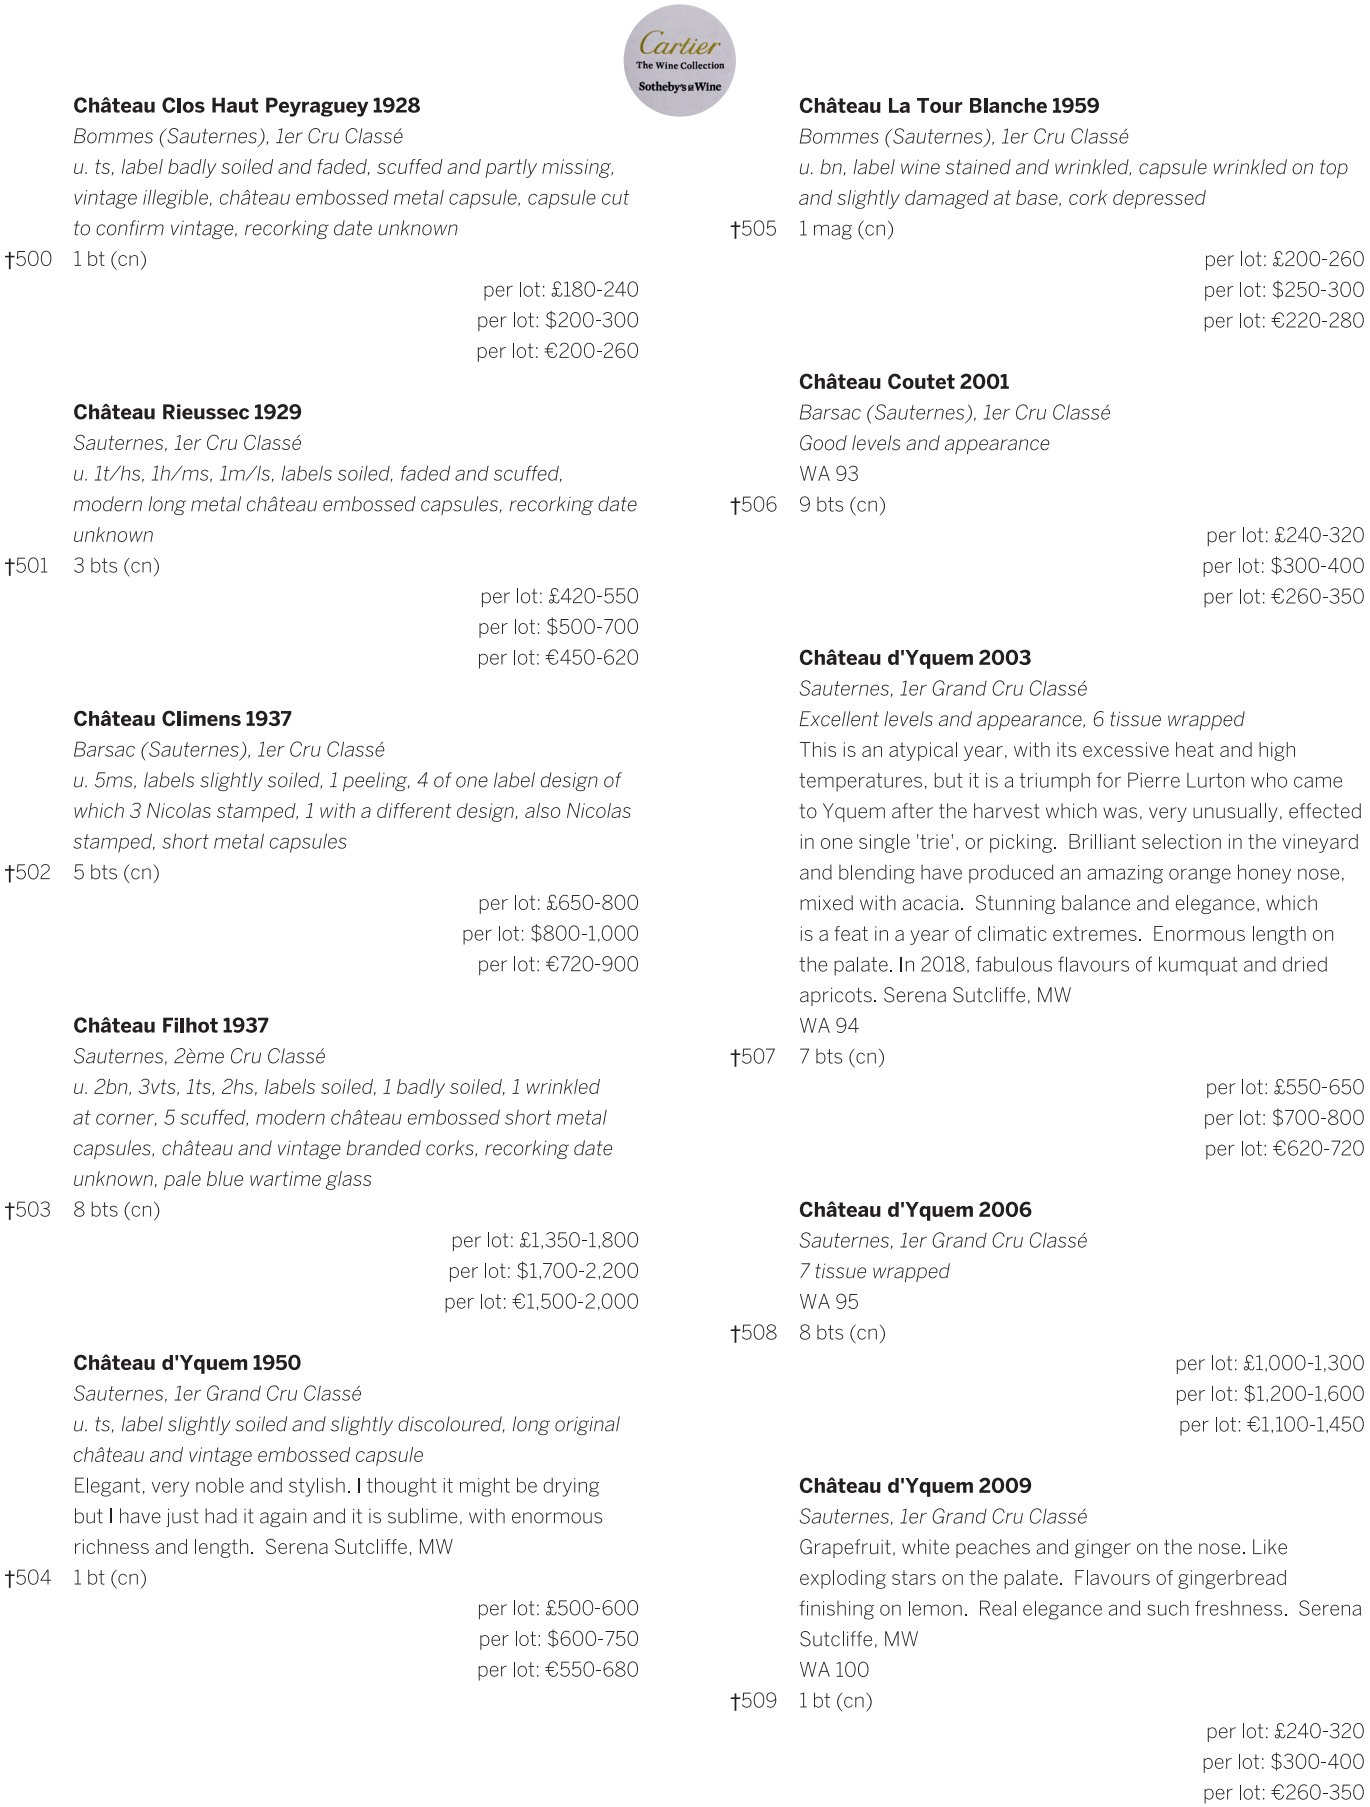 Cartier
The Wine Collection
Sotheby's Wine
Château Clos Haut Peyraguey 1928
Bommes (Sauternes), 1er Cru Classé
u. ts, label badly soiled and faded, scuffed and partly missing,
vintage illegible, château embossed metal capsule, capsule cut
to confirm vintage, recorking date unknown
†500 1 bt (cn)
per lot: £180-240
per lot: $200-300
per lot: €200-260
Château Rieussec 1929
Sauternes, 1er Cru Classé
u. 1t/hs, 1h/ms, 1m/ls, labels soiled, faded and scuffed,
modern long metal château embossed capsules, recorking date
unknown
†501 3 bts (cn)
per lot: £420-550
per lot: $500-700
per lot: €450-620
Château Climens 1937
Barsac (Sauternes), 1er Cru Classé
u. 5ms, labels slightly soiled, 1 peeling, 4 of one label design of
which 3 Nicolas stamped, 1 with a different design, also Nicolas
stamped, short metal capsules
†502 5 bts (cn)
per lot: £650-800
per lot: $800-1,000
per lot: €720-900
Château Filhot 1937
Sauternes, 2ème Cru Classé
u. 2bn, 3vts, 1ts, 2hs, labels soiled, 1 badly soiled, 1 wrinkled
at corner, 5 scuffed, modern château embossed short metal
capsules, château and vintage branded corks, recorking date
unknown, pale blue wartime glass
†503 8 bts (cn)
per lot: £1,350-1,800
per lot: $1,700-2,200
per lot: €1,500-2,000
Château d'Yquem 1950
Sauternes, 1er Grand Cru Classé
u. ts, label slightly soiled and slightly discoloured, long original
château and vintage embossed capsule
Elegant, very noble and stylish. I thought it might be drying
but I have just had it again and it is sublime, with enormous
richness and length.  Serena Sutcliffe, MW
†504 1 bt (cn)
per lot: £500-600
per lot: $600-750
per lot: €550-680
Château La Tour Blanche 1959
Bommes (Sauternes), 1er Cru Classé
u. bn, label wine stained and wrinkled, capsule wrinkled on top
and slightly damaged at base, cork depressed
†505 1 mag (cn)
per lot: £200-260
per lot: $250-300
per lot: €220-280
Château Coutet 2001
Barsac (Sauternes), 1er Cru Classé
Good levels and appearance
WA 93
†506 9 bts (cn)
per lot: £240-320
per lot: $300-400
per lot: €260-350
Château d'Yquem 2003
Sauternes, 1er Grand Cru Classé
Excellent levels and appearance, 6 tissue wrapped
This is an atypical year, with its excessive heat and high
temperatures, but it is a triumph for Pierre Lurton who came
to Yquem after the harvest which was, very unusually, effected
in one single 'trie', or picking.  Brilliant selection in the vineyard
and blending have produced an amazing orange honey nose,
mixed with acacia.  Stunning balance and elegance, which
is a feat in a year of climatic extremes.  Enormous length on
the palate. In 2018, fabulous flavours of kumquat and dried
apricots. Serena Sutcliffe, MW
WA 94
†507 7 bts (cn)
per lot: £550-650
per lot: $700-800
per lot: €620-720
Château d'Yquem 2006
Sauternes, 1er Grand Cru Classé
7 tissue wrapped
WA 95
†508 8 bts (cn)
per lot: £1,000-1,300
per lot: $1,200-1,600
per lot: €1,100-1,450
Château d'Yquem 2009
Sauternes, 1er Grand Cru Classé
Grapefruit, white peaches and ginger on the nose. Like
exploding stars on the palate.  Flavours of gingerbread
finishing on lemon.  Real elegance and such freshness.  Serena
Sutcliffe, MW
WA 100
†509 1 bt (cn)
per lot: £240-320
per lot: $300-400
per lot: €260-350